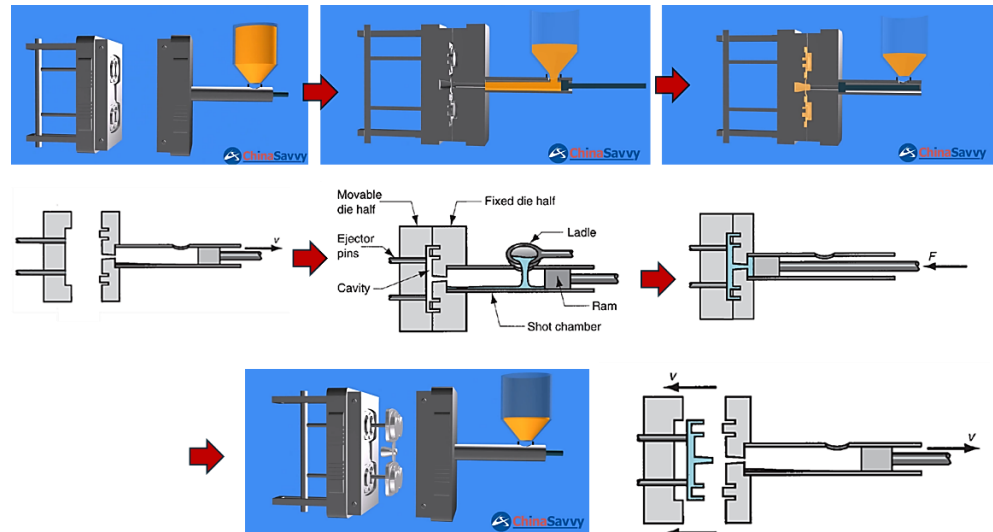 ChinaSavvy
ChinaSavvy
ChinaSavvy
v
Movable
die half
Fixed die half
Ejector
pins
Ladle
Cavity
Ram
Shot chamber
F
ChinaSavvy
v
v